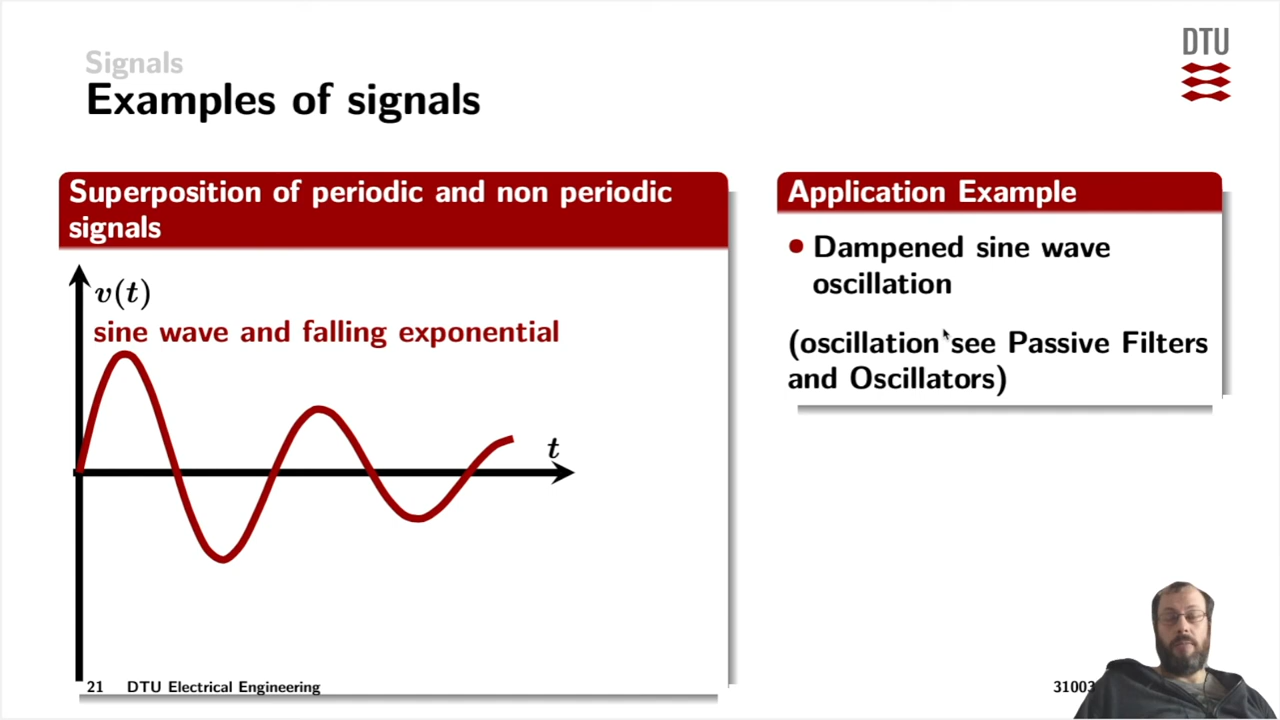 Signals
Examples of signals
DTU
Superposition of periodic and non periodic
signals
v(t)
sine wave and falling exponential
t
Application Example
• Dampened sine wave
oscillation
(oscillation see Passive Filters
and Oscillators)
21 DTU Electrical Engineering
31003